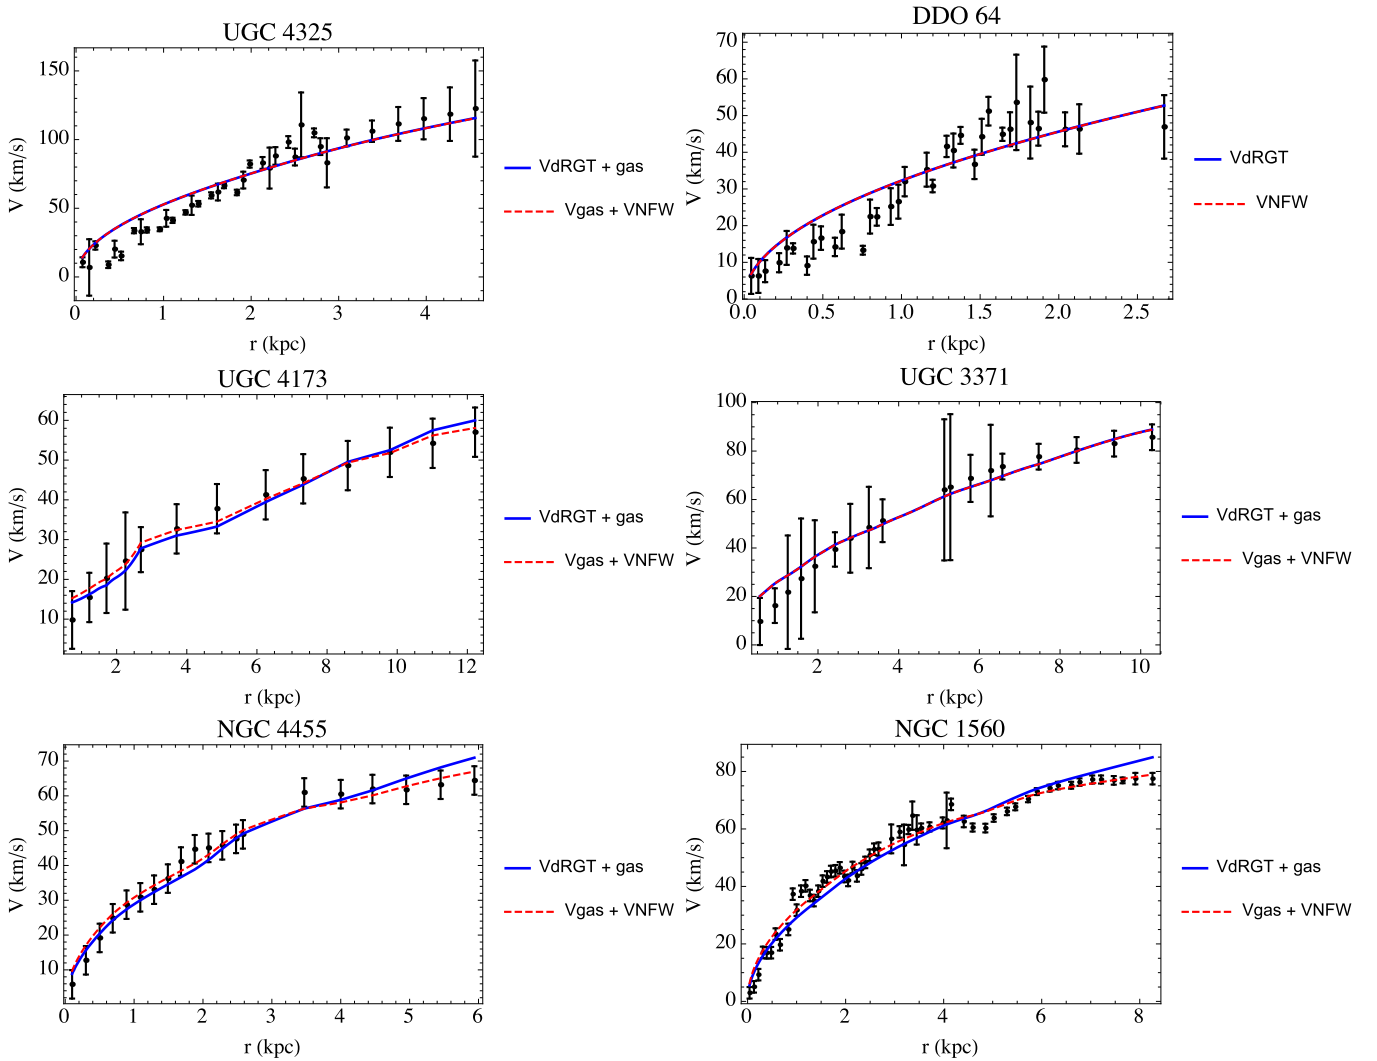 UGC 4325
V (km/s)
150
100
50
0
0 1 2 3 4
r (kpc)
VdRGT + gas
Vgas + VNFW
DDO 64
V (km/s)
70
60
50
40
30
20
10
0
0.0 0.5 1.0 1.5 2.0 2.5
r (kpc)
VdRGT
VNFW
UGC 4173
V (km/s)
60
50
40
30
20
10
2 4 6 8 10 12
r (kpc)
VdRGT + gas
Vgas + VNFW
UGC 3371
V (km/s)
100
80
60
40
20
0
2 4 6 8 10
r (kpc)
VdRGT + gas
Vgas + VNFW
NGC 4455
V (km/s)
70
60
50
40
30
20
10
0 1 2 3 4 5 6
r (kpc)
VdRGT + gas
Vgas + VNFW
NGC 1560
V (km/s)
80
60
40
20
0
0 2 4 6 8
r (kpc)
VdRGT + gas
Vgas + VNFW